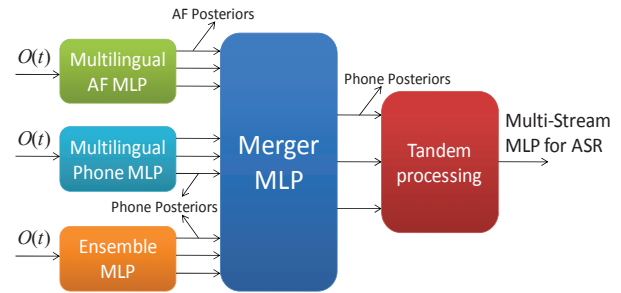 AF Posteriors
O(t)
Multilingual
AF MLP
O(t)
Multilingual
Phone MLP
Phone Posteriors
O(t)
Ensemble
MLP
Merger
MLP
Phone Posteriors
Tandem
processing
Multi-Stream
MLP for ASR